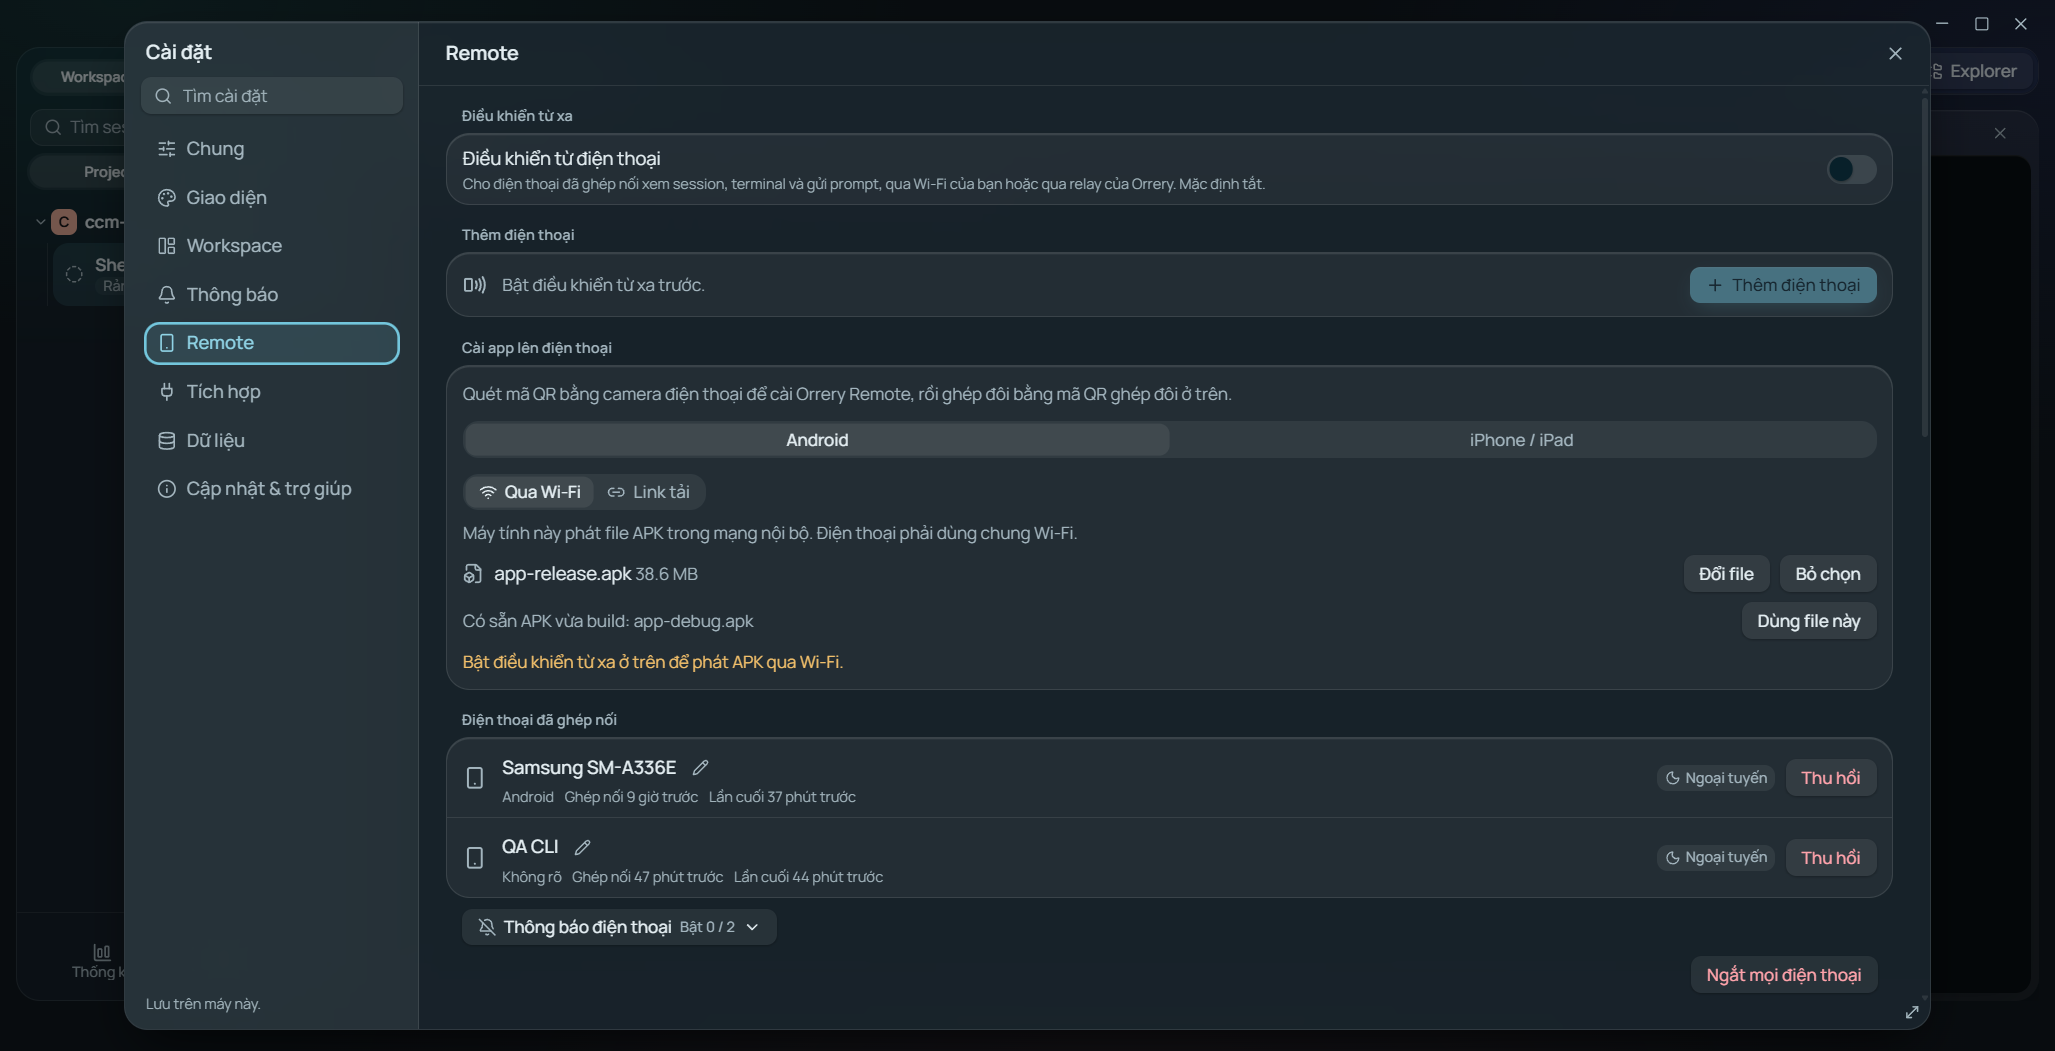 Cài đặt
Tìm cài đặt
Chung
Giao diện
Workspace
Thông báo
Remote
Tích hợp
Dữ liệu
Cập nhật & trợ giúp
Lưu trên máy này.
Remote
Điều khiển từ xa
Điều khiển từ điện thoại
Cho điện thoại đã ghép nối xem session, terminal và gửi prompt, qua Wi-Fi của bạn hoặc qua relay của Orrery. Mặc định tắt.
Thêm điện thoại
Bật điều khiển từ xa trước.
+ Thêm điện thoại
Cài app lên điện thoại
Quét mã QR bằng camera điện thoại để cài Orrery Remote, rồi ghép đôi bằng mã QR ghép đôi ở trên.
Android
iPhone / iPad
Qua Wi-Fi
Link tải
Máy tính này phát file APK trong mạng nội bộ. Điện thoại phải dùng chung Wi-Fi.
app-release.apk 38.6 MB
Đổi file
Bỏ chọn
Có sẵn APK vừa build: app-debug.apk
Dùng file này
Bật điều khiển từ xa ở trên để phát APK qua Wi-Fi.
Điện thoại đã ghép nối
Samsung SM-A336E
Android Ghép nối 9 giờ trước Lần cuối 37 phút trước
Ngoại tuyến
Thu hồi
QA CLI
Không rõ Ghép nối 47 phút trước Lần cuối 44 phút trước
Ngoại tuyến
Thu hồi
Thông báo điện thoại Bật 0 / 2
Ngắt mọi điện thoại
Explorer
C ccm-